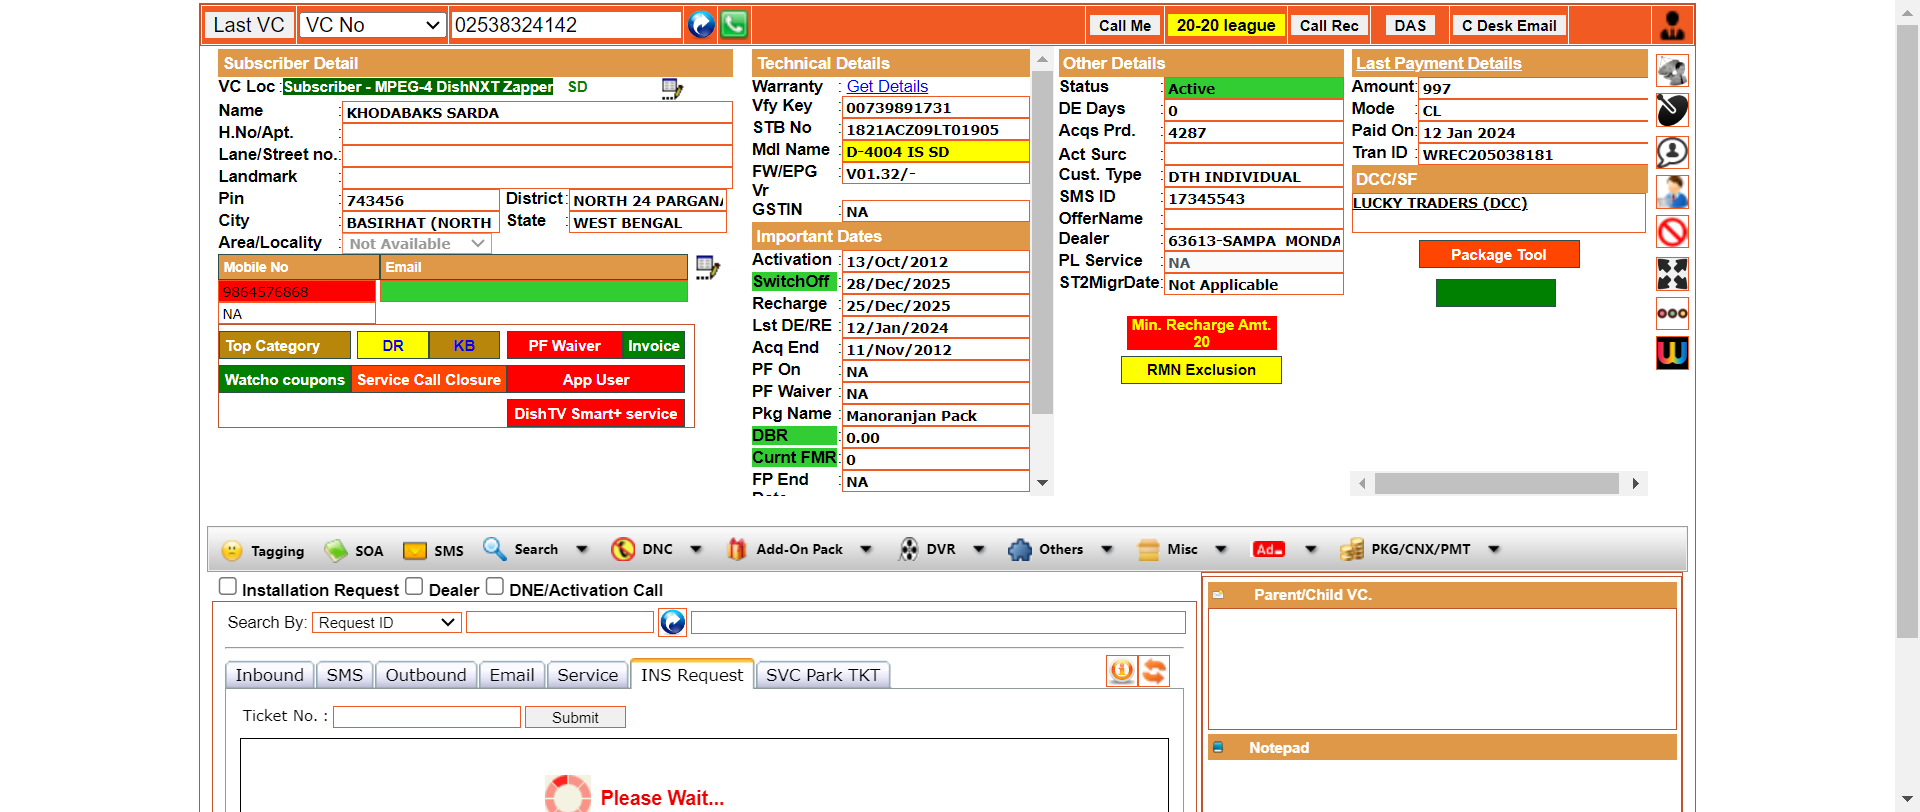 Last VC VC No 02538324142 Call Me 20-20 league Call Rec DAS C Desk Email
Subscriber Detail
VC Loc : Subscriber - MPEG-4 DishNXT Zapper SD
Name : KHODABAKS SARDA
H.No/Apt. :
Lane/Street no. :
Landmark :
Pin : 743456 District : NORTH 24 PARGANA
City : BASIRHAT (NORTH State : WEST BENGAL
Area/Locality : Not Available
Mobile No Email
9864576868
NA
Top Category DR KB PF Waiver Invoice
Watcho coupons Service Call Closure App User
DishTV Smart+ service
Technical Details
Warranty : Get Details
Vfy Key : 00739891731
STB No : 1821ACZ09LT01905
Mdl Name : D-4004 IS SD
FW/EPG Vr : V01.32/-
GSTIN : NA
Important Dates
Activation : 13/Oct/2012
SwitchOff : 28/Dec/2025
Recharge : 25/Dec/2025
Lst DE/RE : 12/Jan/2024
Acq End : 11/Nov/2012
PF On : NA
PF Waiver : NA
Pkg Name : Manoranjan Pack
DBR : 0.00
Curnt FMR : 0
FP End : NA
Other Details
Status : Active
DE Days : 0
Acqs Prd. : 4287
Act Surc :
Cust. Type : DTH INDIVIDUAL
SMS ID : 17345543
OfferName :
Dealer : 63613-SAMPA MONDA
PL Service : NA
ST2MigrDate: Not Applicable
Min. Recharge Amt.
20
RMN Exclusion
Last Payment Details
Amount: 997
Mode : CL
Paid On: 12 Jan 2024
Tran ID : WREC205038181
DCC/SF
LUCKY TRADERS (DCC)
Package Tool
Tagging SOA SMS Search DNC Add-On Pack DVR Others Misc Ad PKG/CNX/PMT
Installation Request Dealer DNE/Activation Call
Search By: Request ID
Inbound SMS Outbound Email Service INS Request SVC Park TKT
Ticket No. : Submit
Please Wait...
Parent/Child VC.
Notepad